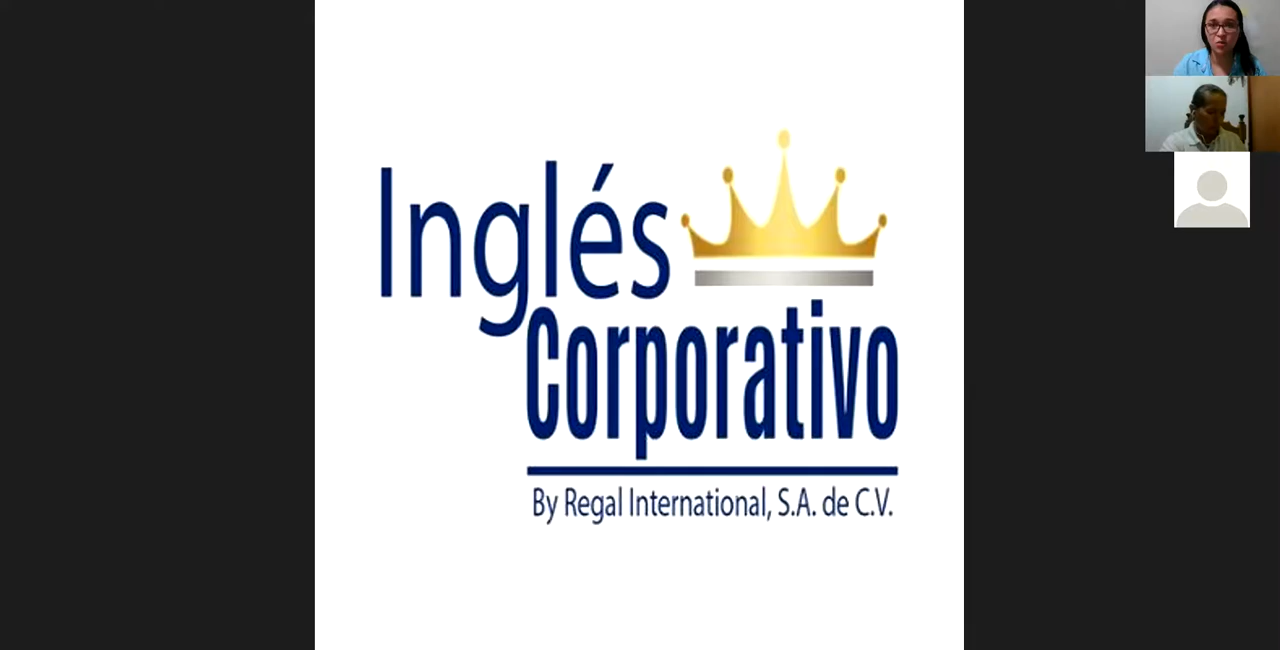 Inglés
Corporativo
By Regal International, S.A. de C.V.